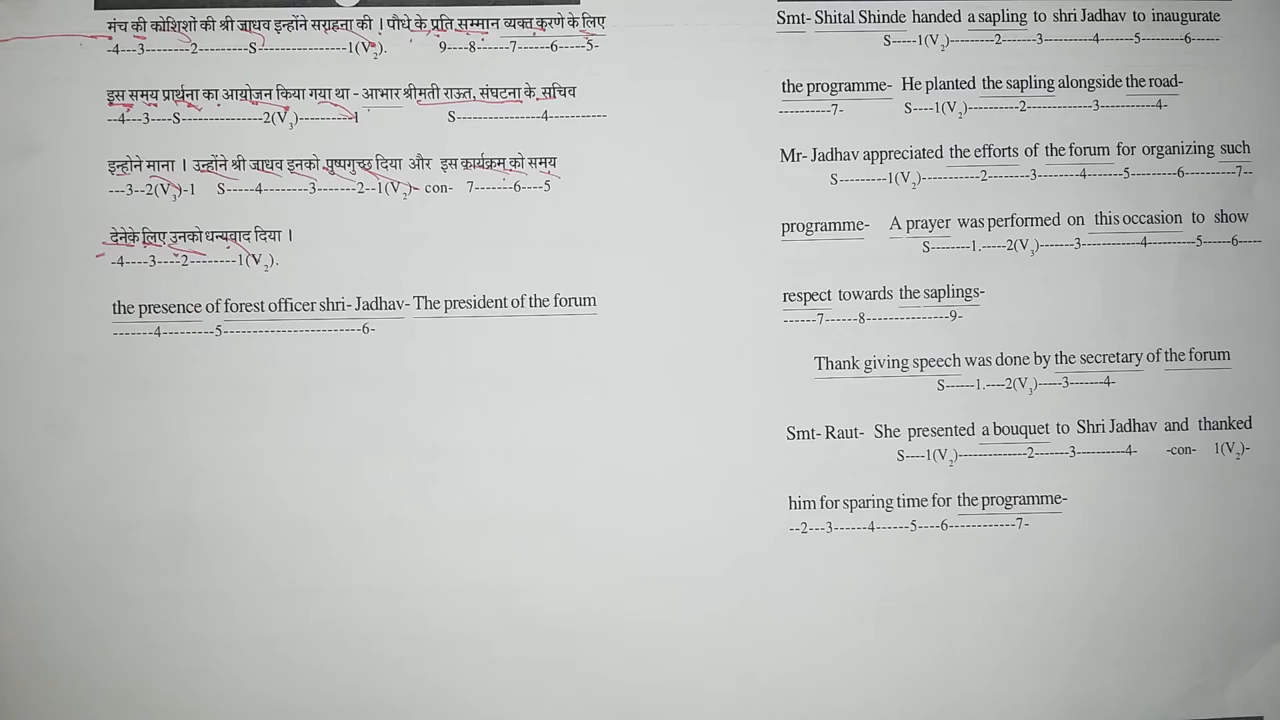 मंच की कोशिशों की श्री जाधव इन्होंने सराहना की । पौधे के प्रति सम्मान व्यक्त करणे के लिए
-4---3--------2---------S------------------1(V₂). 9----8------7------6-----5-
इस समय प्रार्थना का आयोजन किया गया था - आभार श्रीमती राऊत, संघटना के सचिव
--4---3----S---------------2(V₃)----------1 S---------------4-----------
इन्होने माना । उन्होंने श्री जाधव इनको पुष्पगुच्छ दिया और इस कार्यक्रम को समय
---3--2(V₃)-1 S-----4--------3-------2--1(V₂)- con- 7-------6----5
देनेके लिए उनको धन्यवाद दिया ।
-4----3----2--------1(V₂).
the presence of forest officer shri- Jadhav- The president of the forum
-------4---------5------------------------6-
Smt- Shital Shinde handed a sapling to shri Jadhav to inaugurate
S-----1(V₂)---------2------3----------4------5-------6-----
the programme- He planted the sapling alongside the road-
-----------7- S----1(V₂)---------2-------------3-----------4-
Mr- Jadhav appreciated the efforts of the forum for organizing such
S---------1(V₂)------------2-------3--------4-------5---------6----------7--
programme- A prayer was performed on this occasion to show
S--------1.-----2(V₃)-------3-------------4----------5------6-----
respect towards the saplings-
------7------8---------------9-
Thank giving speech was done by the secretary of the forum
S------1.----2(V₃)-----3-------4-
Smt- Raut- She presented a bouquet to Shri Jadhav and thanked
S----1(V₂)--------------2-------3----------4- -con- 1(V₂)-
him for sparing time for the programme-
--2---3------4------5----6------------7-